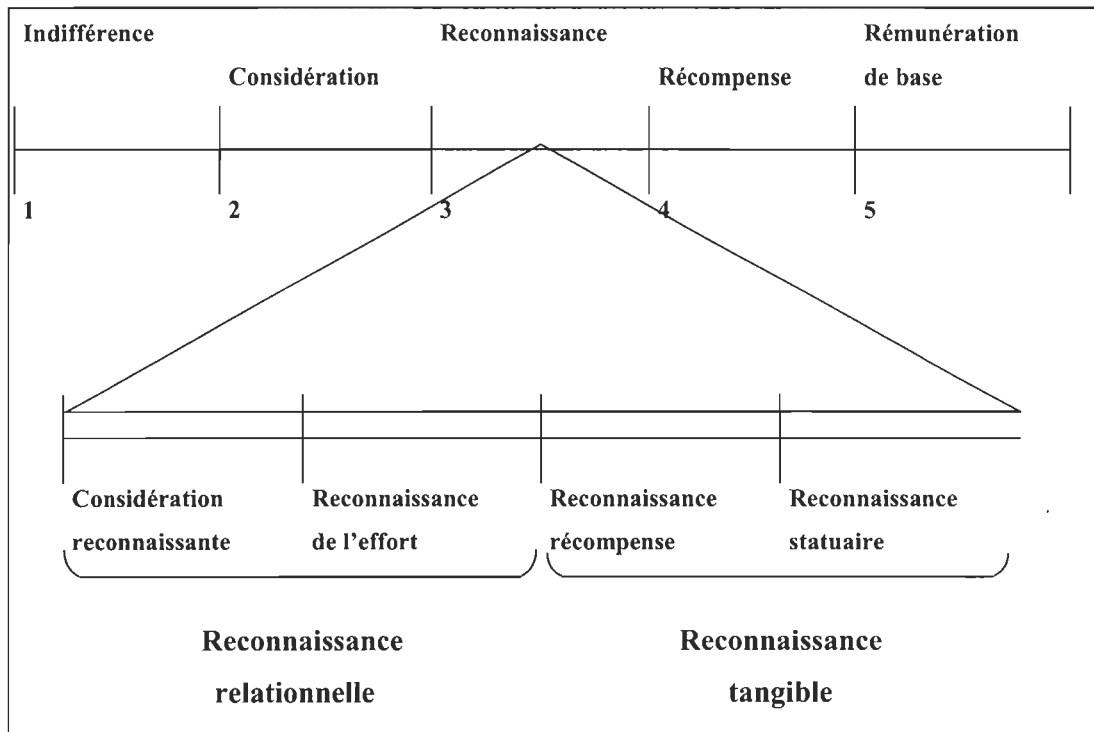 Indifférence Reconnaissance Rémunération
Considération Récompense de base
1 2 3 4 5
Considération Reconnaissance Reconnaissance Reconnaissance
reconnaissante de l'effort récompense statuaire
Reconnaissance Reconnaissance
relationnelle tangible